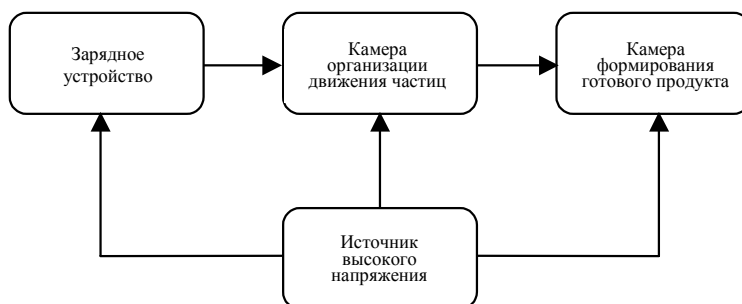 Зарядное
устройство
Камера
организации
движения частиц
Камера
формирования
готового продукта
Источник
высокого
напряжения